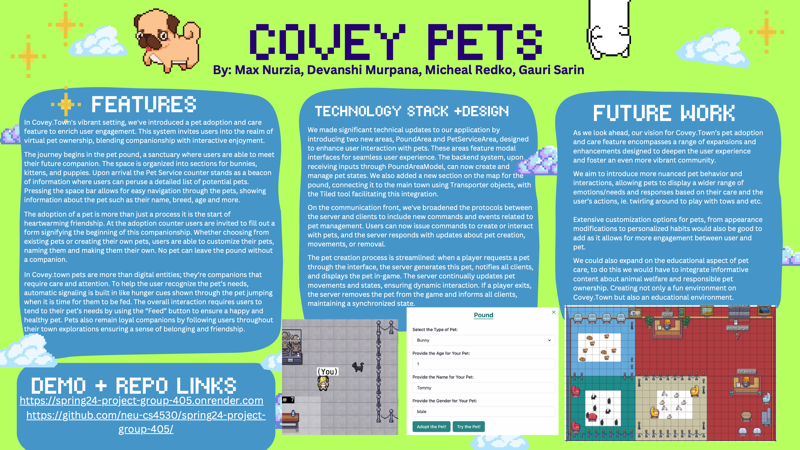 COVEY PETS
By: Max Nurzia, Devanshi Murpana, Micheal Redko, Gauri Sarin
FEATURES
In Covey.Town's vibrant setting, we've introduced a pet adoption and care
feature to enrich user engagement. This system invites users into the realm of
virtual pet ownership, blending companionship with interactive enjoyment.
The journey begins in the pound, a sanctuary where users are able to meet
their future companion. The space is organized into sections for bunnies,
kittens, and puppies. Upon arrival the Pet Service counter stands as a beacon
of information where users can peruse a detailed list of potential pets.
Pressing the space bar allows for easy navigation through the pets, showing
information about the pet such as their name, breed, age and more.
The adoption of a pet is more than just a process it is the start of
heartwarming friendship. At the adoption counter users are invited to fill out a
form signifying the beginning of this companionship. Whether choosing from
existing pets or creating their own pets, users are able to customize their pets,
naming them and making them their own. No pet can leave the pound without
a companion.
In Covey.town pets are more than digital entities; they're companions that
require care and attention. To help the user recognize the pet's needs,
automatic signaling is built in like hunger cues shown through the pet jumping
when it is time for them to be fed. The overall interaction requires users to
tend to their pet's needs by using the "Feed" button to ensure a happy and
healthy pet. Pets also remain loyal companions by following users throughout
their town explorations ensuring a sense of belonging and friendship.
DEMO + REPO LINKS
https://spring24-project-group-405.onrender.com
https://github.com/neu-cs4530/spring24-project-
group-405/
TECHNOLOGY STACK +DESIGN
We made significant technical updates to our application by
introducing two new areas, PoundArea and PetServiceArea, designed
to enhance user interaction with pets. These areas feature modal
interfaces for seamless user experience. The backend system, upon
receiving inputs through PoundAreaModal, can now create and
manage pet states. We also added a new section on the map for the
pound, connecting it to the main town using Transporter objects, with
the Tiled tool facilitating this integration.
On the communication front, we've broadened the protocols between
the server and clients to include new commands and events related to
pet management. Users can now issue commands to create or interact
with pets, and the server responds with updates about pet creation,
movements, or removal.
The pet creation process is streamlined: when a player requests a pet
through the interface, the server generates this pet, notifies all clients,
and displays the pet in-game. The server continually updates pet
movements and states, ensuring dynamic interaction. If a player exits,
the server removes the pet from the game and informs all clients,
maintaining a synchronized state.
(You)
Pound
Select the Type of Pet:
Bunny
Provide the Age for Your Pet:
1
Provide the Name for Your Pet:
Tommy
Provide the Gender for Your Pet:
Male
Adopt the Pet! Try the Pet!
FUTURE WORK
As we look ahead, our vision for Covey.Town's pet adoption
and care feature encompasses a range of expansions and
enhancements designed to deepen the user experience
and foster an even more vibrant community.
We aim to introduce more nuanced pet behavior and
interactions, allowing pets to display a wider range of
emotions/needs and responses based on their care and the
user's actions, ie. twirling around to play with towns and etc.
Extensive customization options for pets, from appearance
modifications to personalized habits would also be good to
add as it allows for more engagement between user and
pet.
We could also expand on the educational aspect of pet
care, to do this we would have to integrate informative
content about animal welfare and responsible pet
ownership. Creating not only a fun environment on
Covey.Town but also an educational environment.